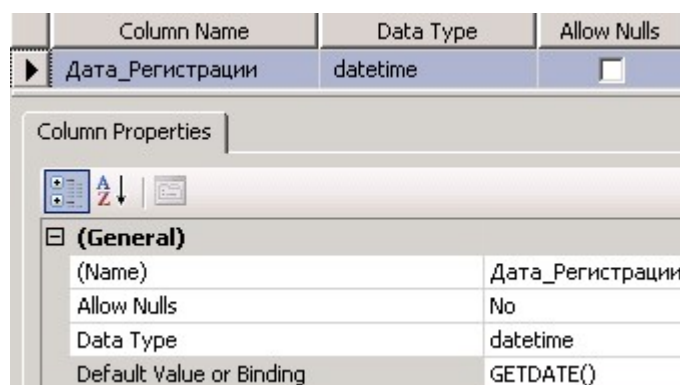 Column Name Data Type Allow Nulls
Дата_Регистрации datetime
Column Properties
(General)
(Name) Дата_Регистрации
Allow Nulls No
Data Type datetime
Default Value or Binding GETDATE()